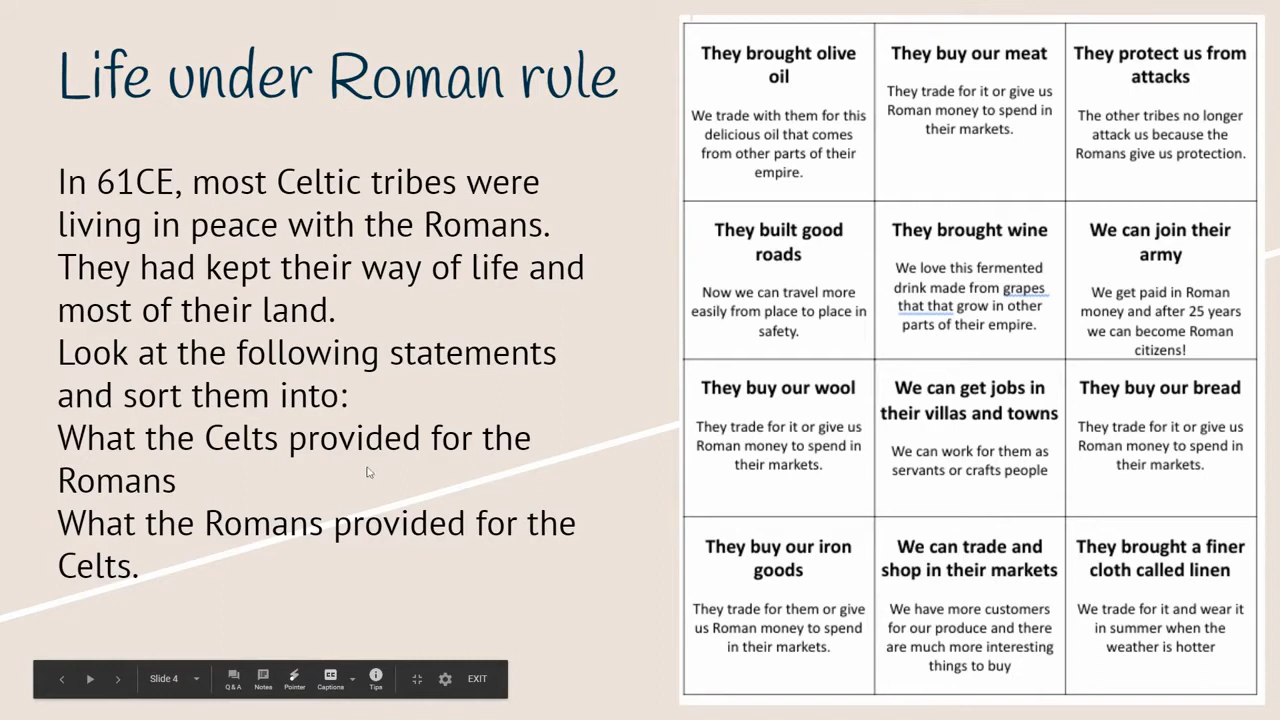 Life under Roman rule
In 61CE, most Celtic tribes were
living in peace with the Romans.
They had kept their way of life and
most of their land.
Look at the following statements
and sort them into:
What the Celts provided for the
Romans
What the Romans provided for the
Celts.
They brought olive
oil
We trade with them for this
delicious oil that comes
from other parts of their
empire.
They buy our meat
They trade for it or give us
Roman money to spend in
their markets.
They protect us from
attacks
The other tribes no longer
attack us because the
Romans give us protection.
They built good
roads
Now we can travel more
easily from place to place in
safety.
They brought wine
We love this fermented
drink made from grapes
that that grow in other
parts of their empire.
We can join their
army
We get paid in Roman
money and after 25 years
we can become Roman
citizens!
They buy our wool
They trade for it or give us
Roman money to spend in
their markets.
We can get jobs in
their villas and towns
We can work for them as
servants or crafts people
They buy our bread
They trade for it or give us
Roman money to spend in
their markets.
They buy our iron
goods
They trade for them or give
us Roman money to spend
in their markets.
We can trade and
shop in their markets
We have more customers
for our produce and there
are much more interesting
things to buy
They brought a finer
cloth called linen
We trade for it and wear it
in summer when the
weather is hotter
Slide 4
Q&A
Notes
Pointer
Captions
Tips
EXIT